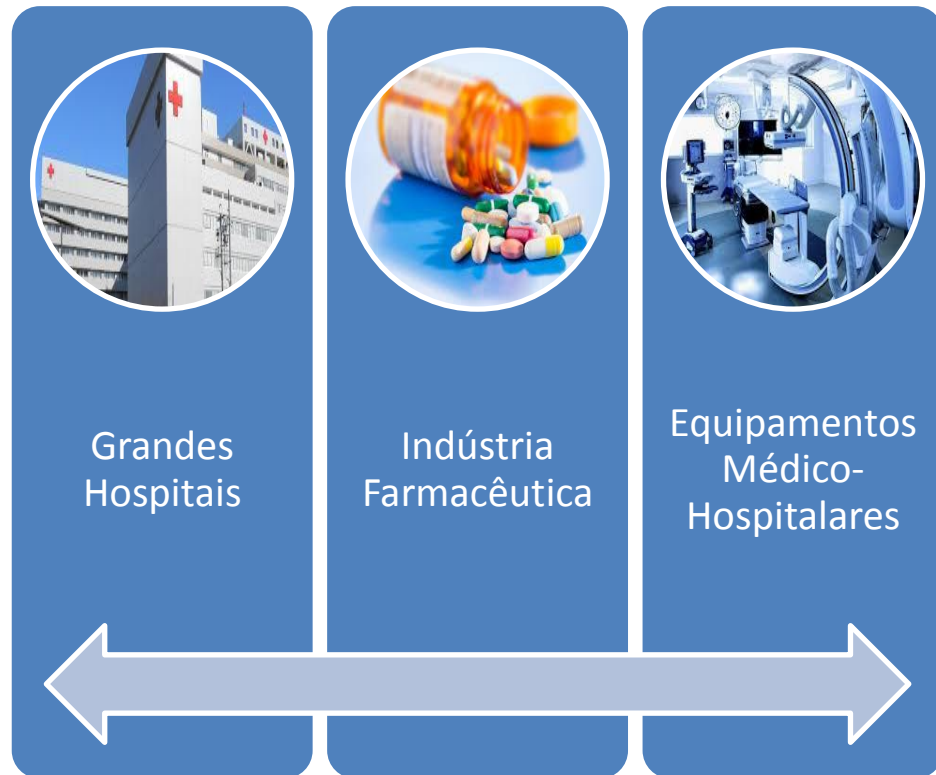 Grandes
Hospitais
Indústria
Farmacêutica
Equipamentos
Médico-
Hospitalares